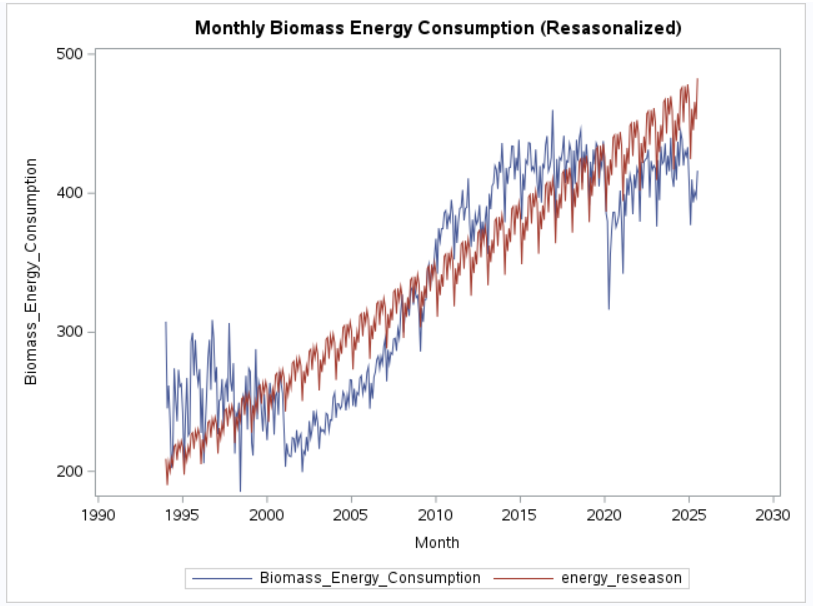 Monthly Biomass Energy Consumption (Resasonalized)
500
400
300
200
Biomass_Energy_Consumption
1990 1995 2000 2005 2010 2015 2020 2025 2030
Month
Biomass_Energy_Consumption energy_reseason